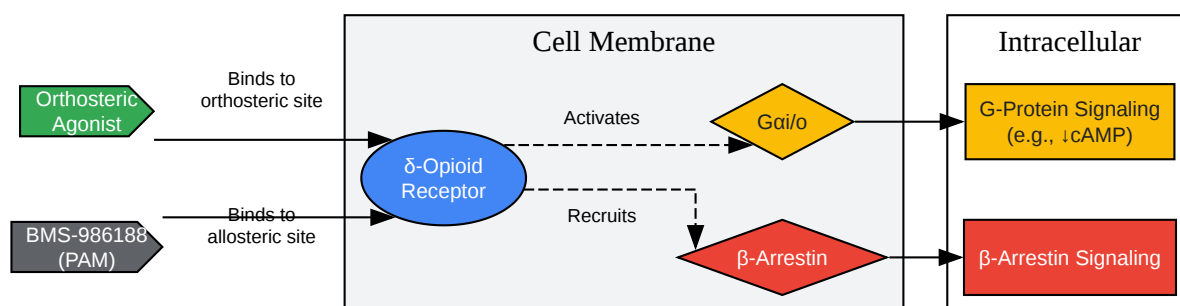 Cell Membrane
Intracellular
Binds to
orthosteric site
Orthosteric
Agonist
Activates
Gαi/o
G-Protein Signaling
(e.g., ↓cAMP)
δ-Opioid
Receptor
Recruits
Binds to
allosteric site
BMS-986188
(PAM)
β-Arrestin
β-Arrestin Signaling